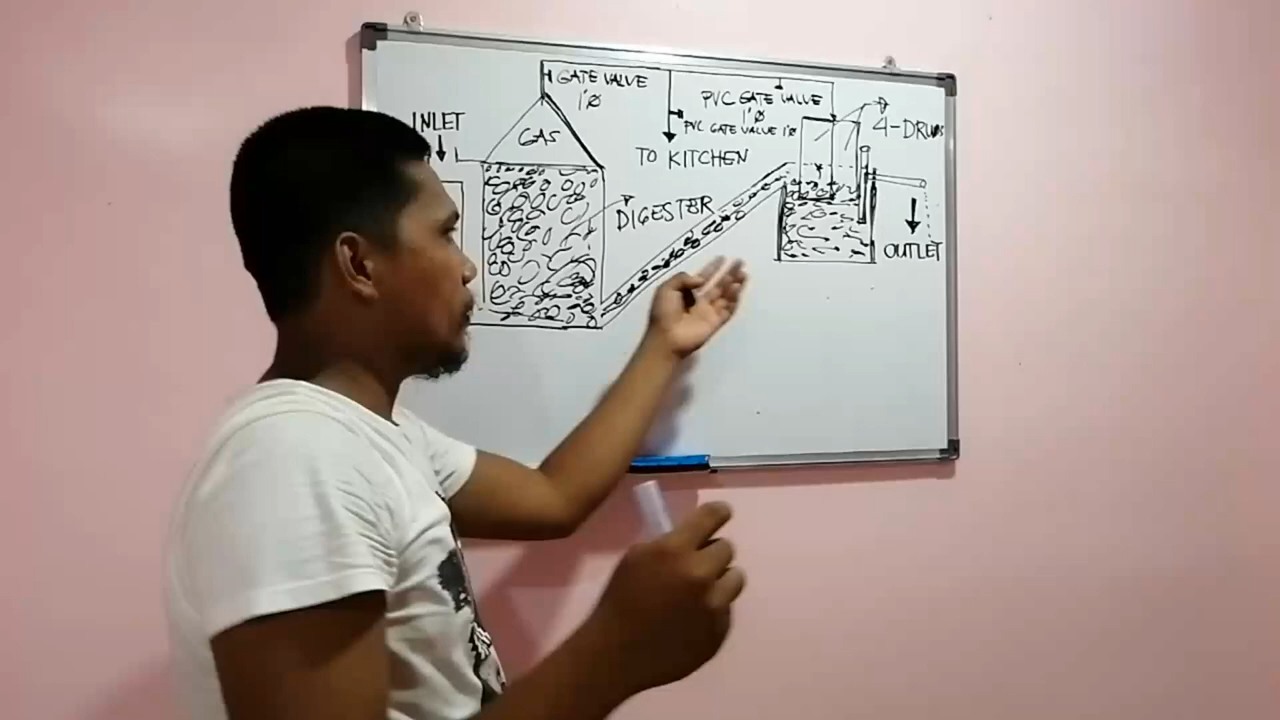 GATE VALVE
1"Ø
INLET
GAS
PVC GATE VALVE
1"Ø
PVC GATE VALVE 1"Ø
4-DRUMS
TO KITCHEN
DIGESTER
OUTLET